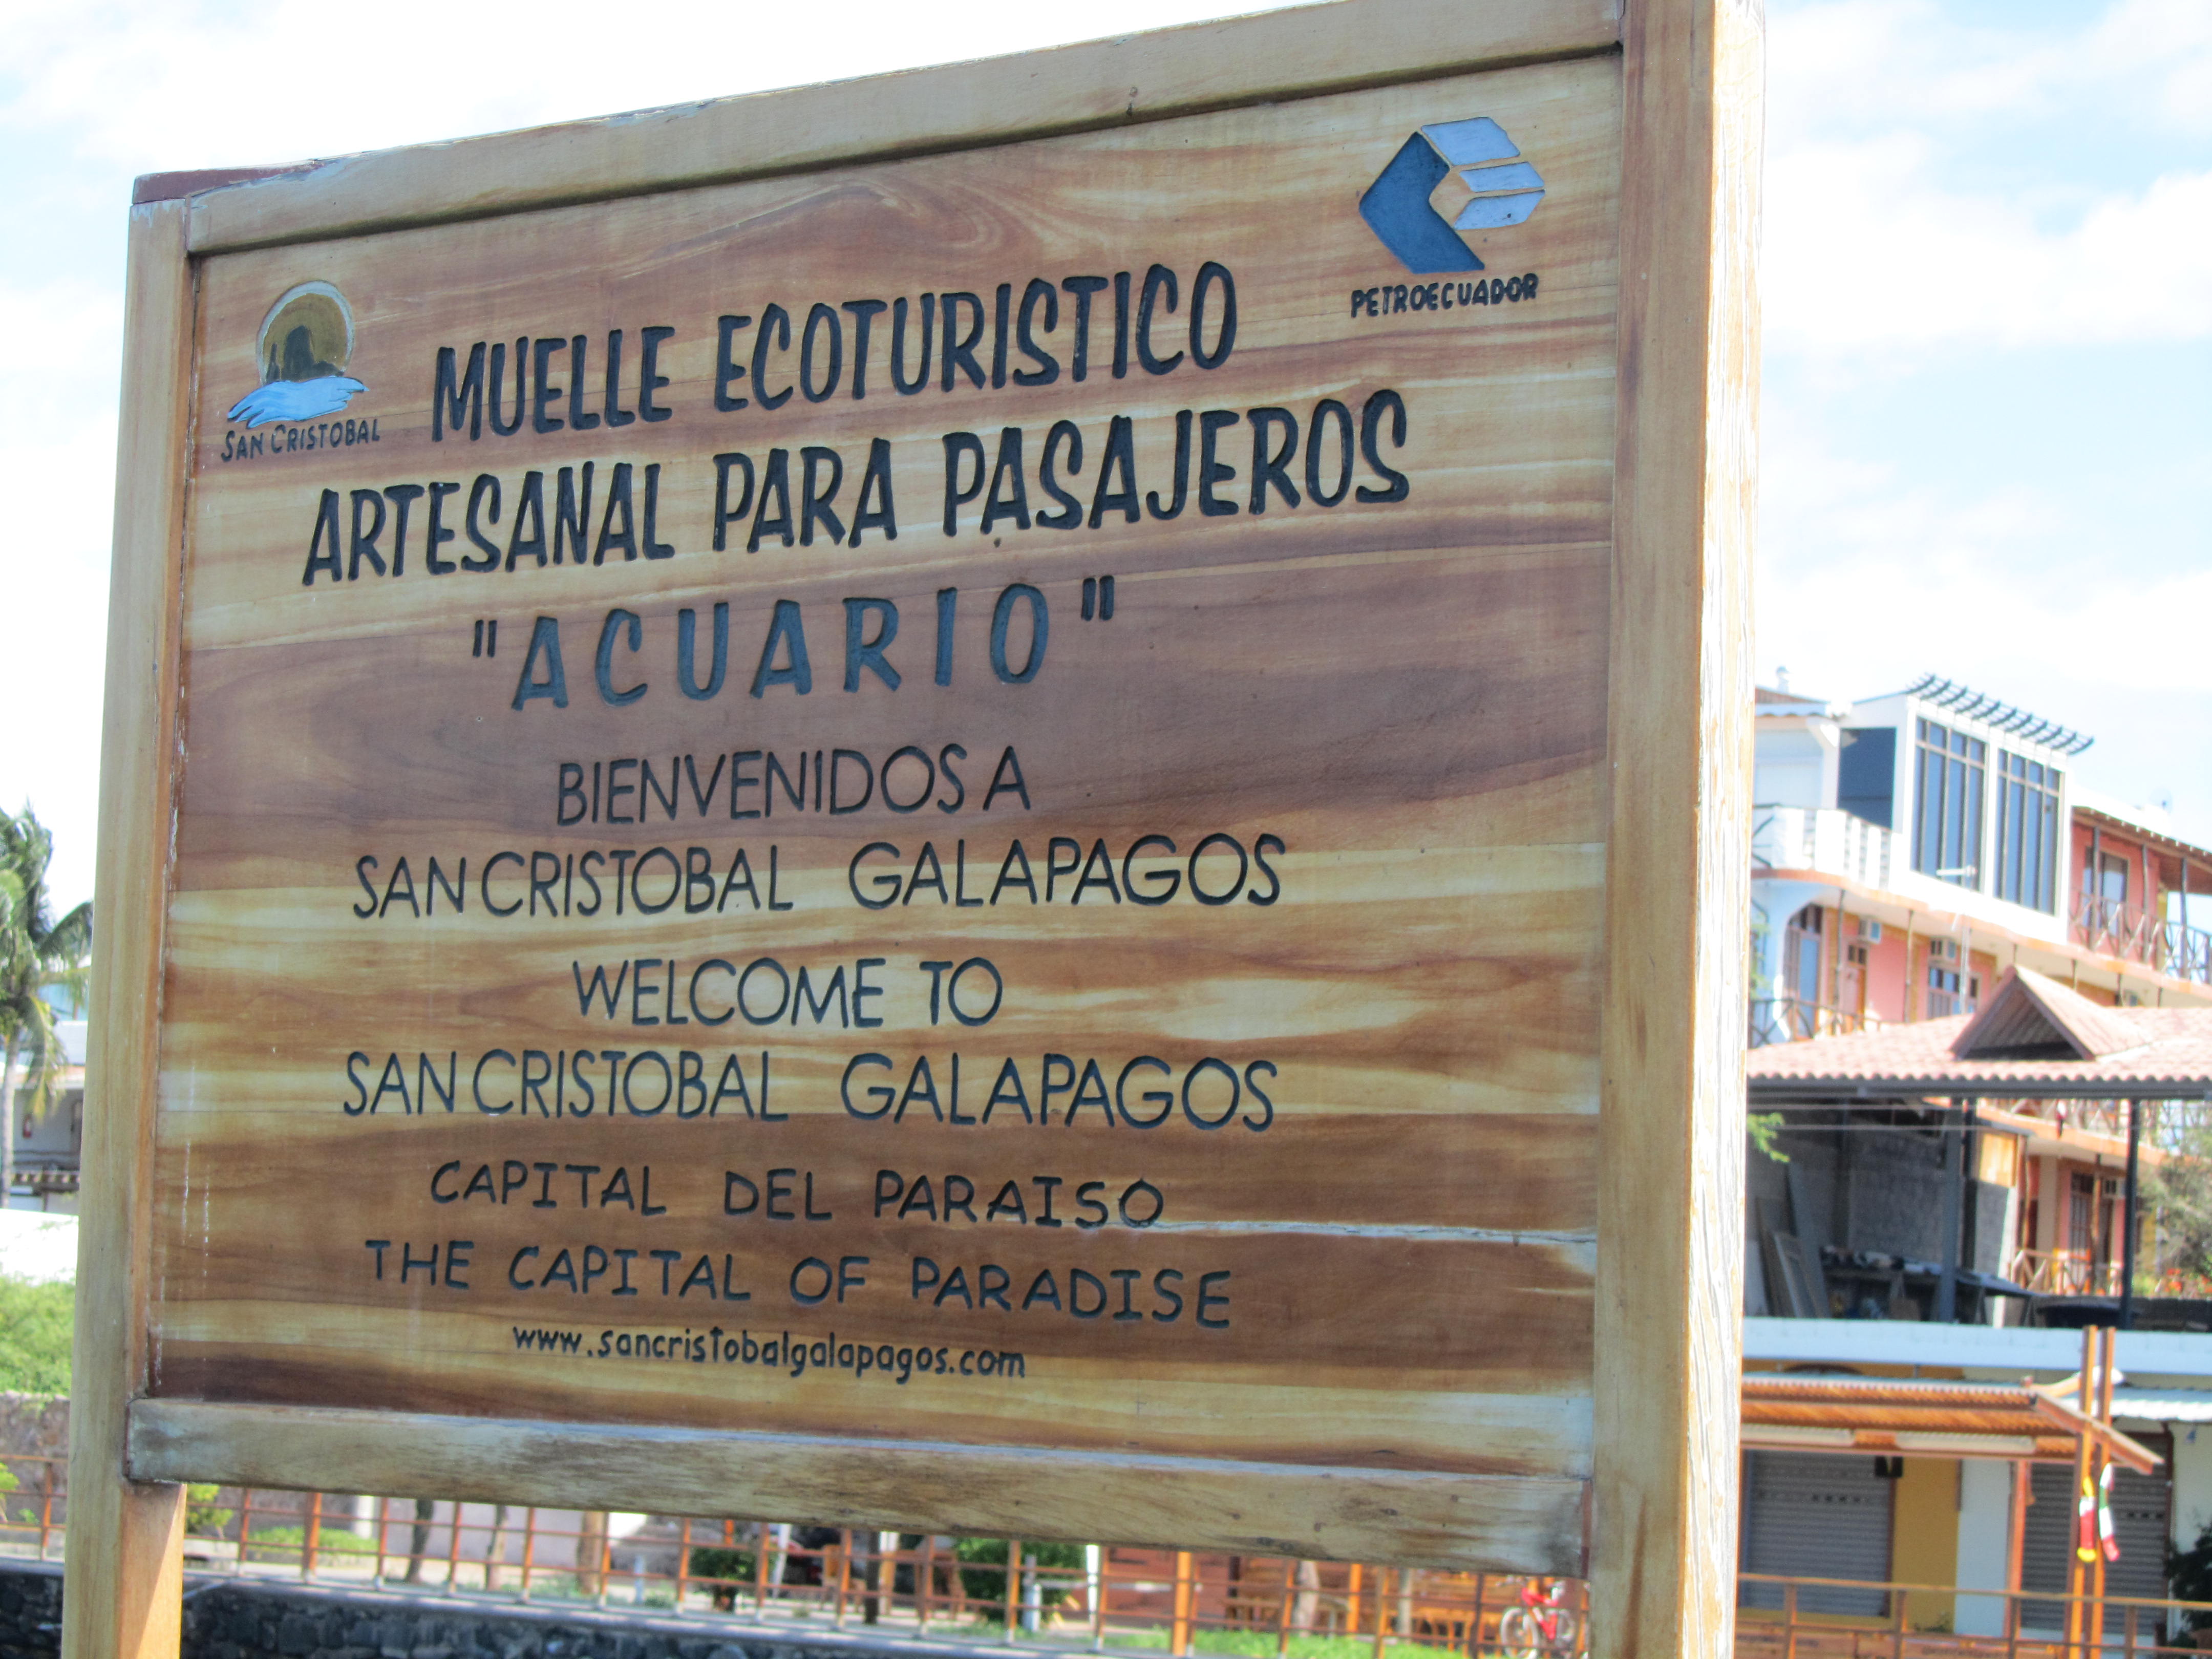 PETROECUADOR
SAN CRISTOBAL
MUELLE ECOTURISTICO
ARTESANAL PARA PASAJEROS
"ACUARIO"
BIENVENIDOS A
SAN CRISTOBAL GALAPAGOS
WELCOME TO
SAN CRISTOBAL GALAPAGOS
CAPITAL DEL PARAISO
THE CAPITAL OF PARADISE
www.sancristobalgalapagos.com